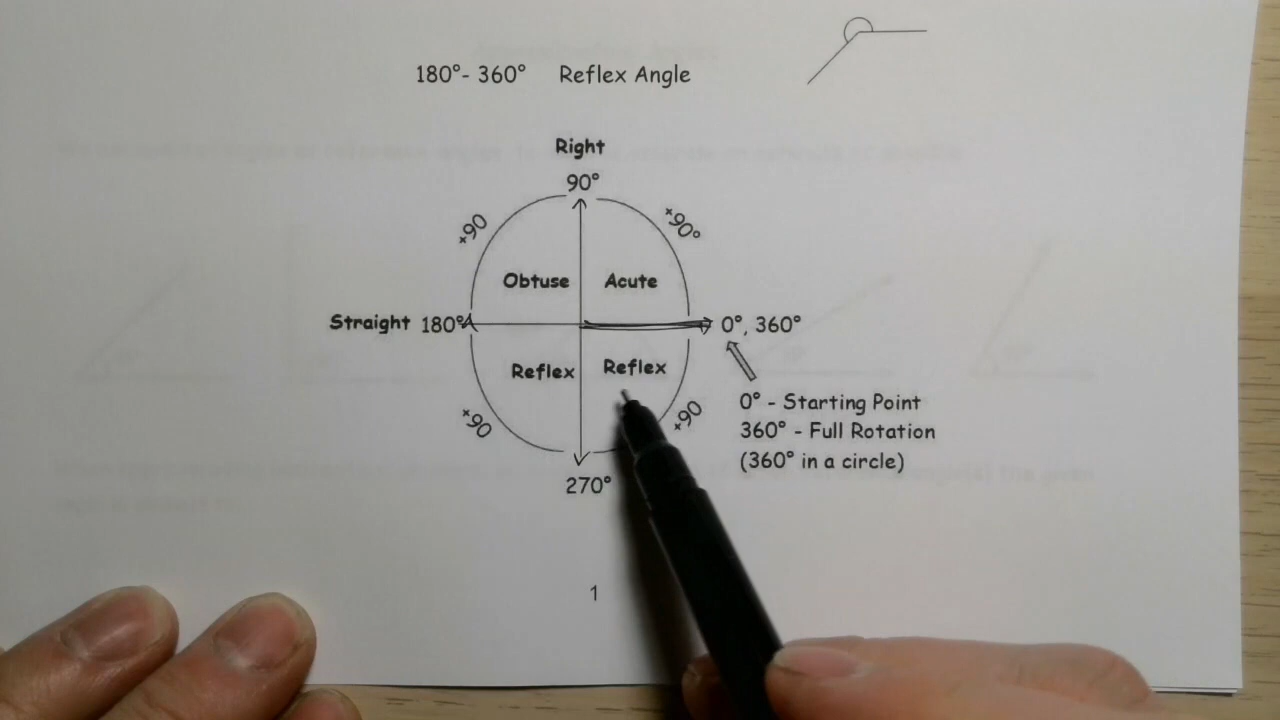 180°- 360° Reflex Angle
Right
90°
+90
+90°
Obtuse
Acute
Straight 180°
0°, 360°
Reflex
Reflex
+90
+90
0° - Starting Point
360° - Full Rotation
(360° in a circle)
270°
1